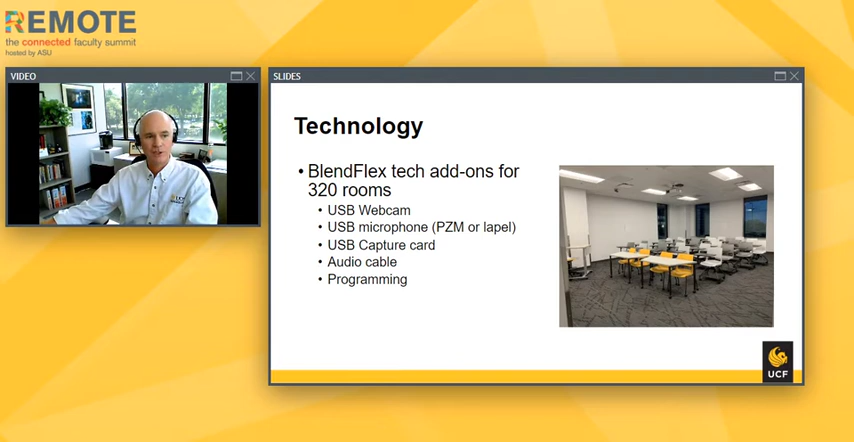 REMOTE
the connected faculty summit
hosted by ASU
VIDEO
SLIDES
Technology
• BlendFlex tech add-ons for
320 rooms
• USB Webcam
• USB microphone (PZM or lapel)
• USB Capture card
• Audio cable
• Programming
UCF